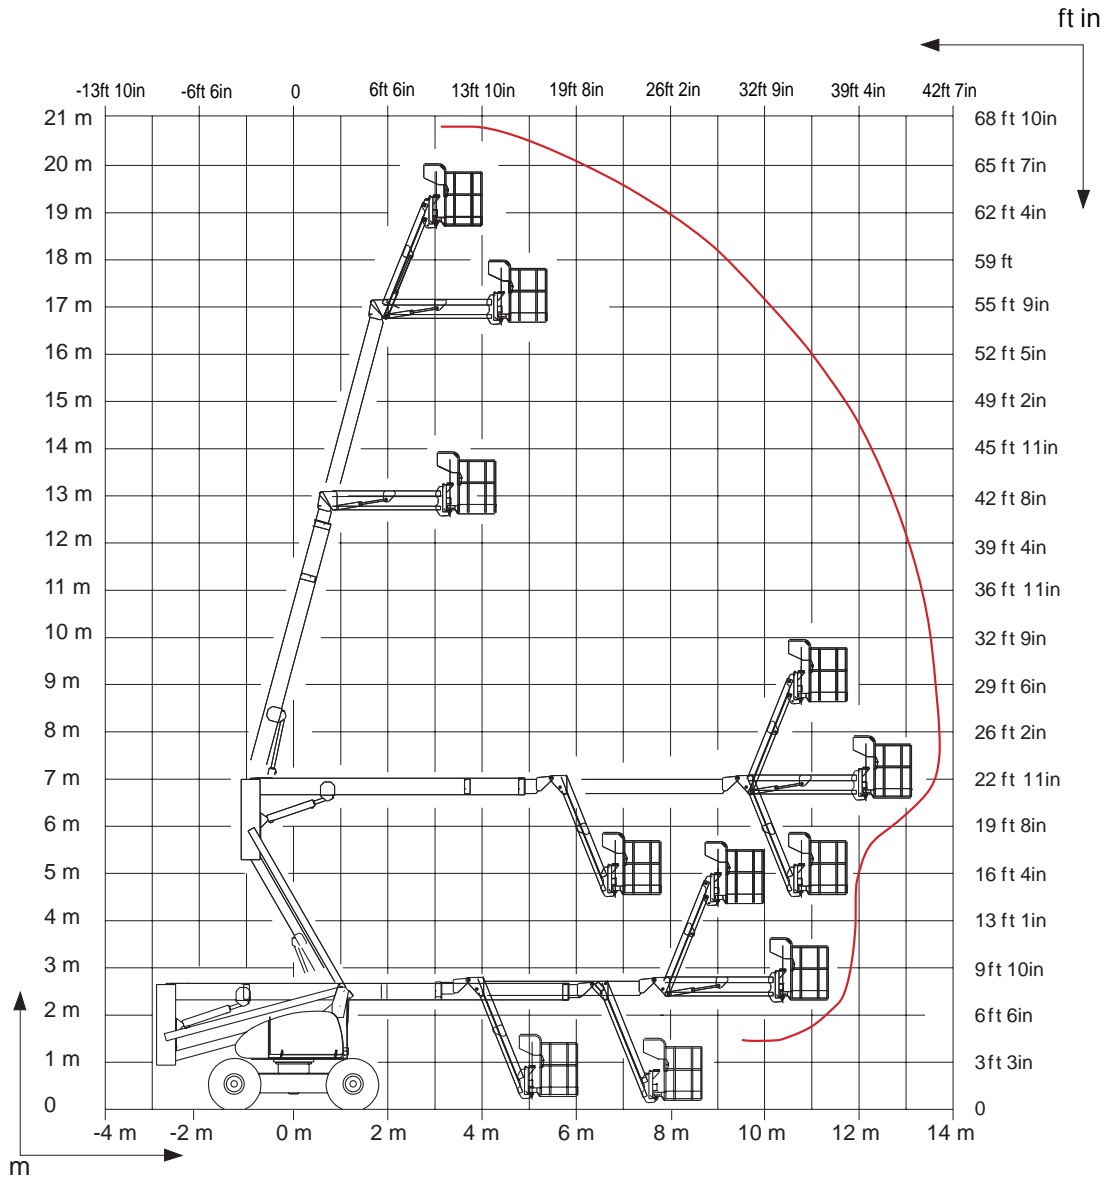 ft in
-13ft 10in -6ft 6in 0 6ft 6in 13ft 10in 19ft 8in 26ft 2in 32ft 9in 39ft 4in 42ft 7in
21 m 68 ft 10in
20 m 65 ft 7in
19 m 62 ft 4in
18 m 59 ft
17 m 55 ft 9in
16 m 52 ft 5in
15 m 49 ft 2in
14 m 45 ft 11in
13 m 42 ft 8in
12 m 39 ft 4in
11 m 36 ft 11in
10 m 32 ft 9in
9 m 29 ft 6in
8 m 26 ft 2in
7 m 22 ft 11in
6 m 19 ft 8in
5 m 16 ft 4in
4 m 13 ft 1in
3 m 9 ft 10in
2 m 6 ft 6in
1 m 3 ft 3in
0 0
-4 m -2 m 0 m 2 m 4 m 6 m 8 m 10 m 12 m 14 m
m